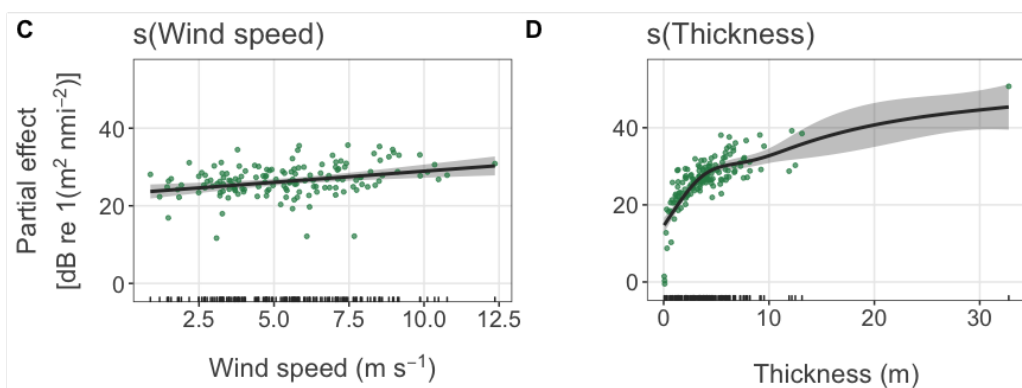 C
s(Wind speed)
Partial effect
[dB re 1(m² nmi⁻²)]
40
20
0
2.5 5.0 7.5 10.0 12.5
Wind speed (m s⁻¹)
D
s(Thickness)
40
20
0
0 10 20 30
Thickness (m)